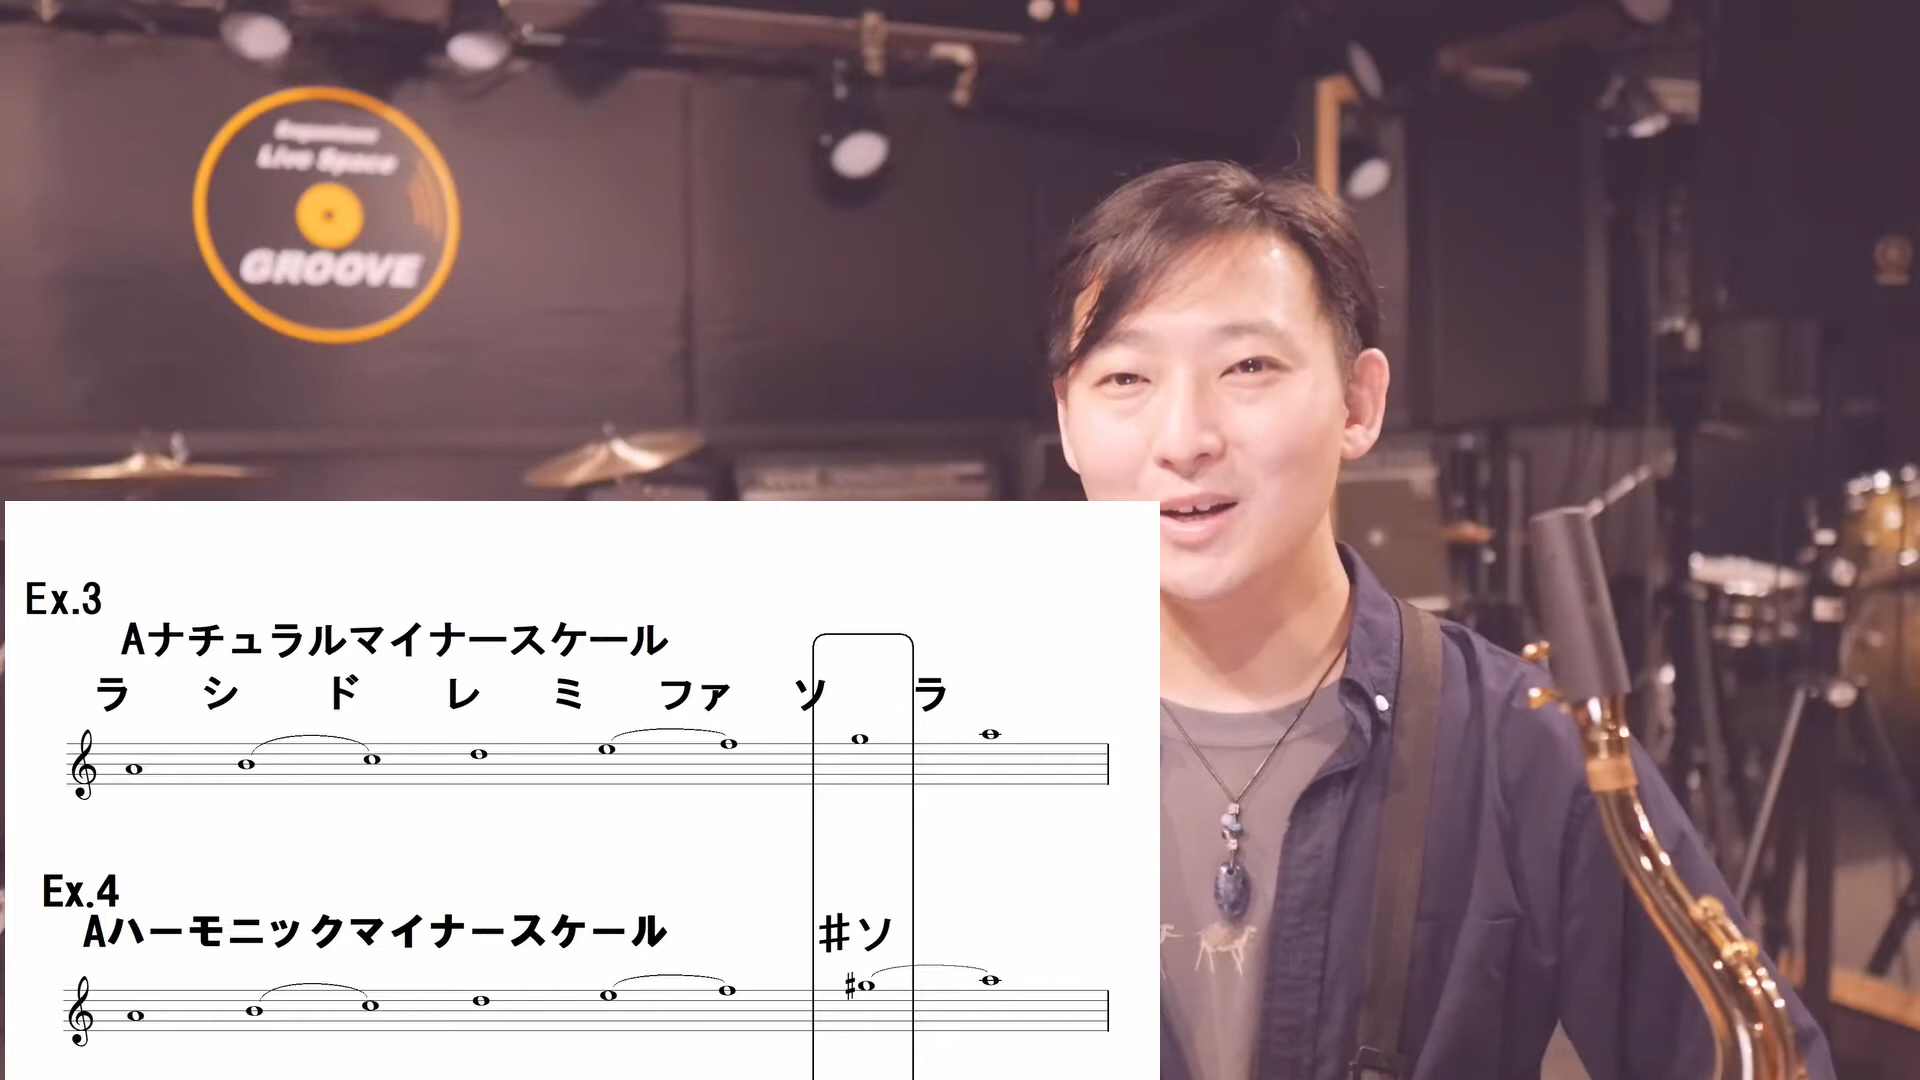 Live Space
GROOVE
Ex.3
Aナチュラルマイナースケール
ラ シ ド レ ミ ファ ソ ラ
Ex.4
Aハーモニックマイナースケール ♯ソ